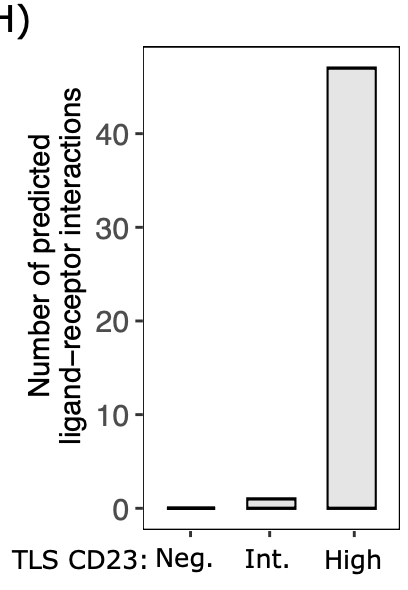 H)
Number of predicted
ligand−receptor interactions
40
30
20
10
0
TLS CD23: Neg. Int. High